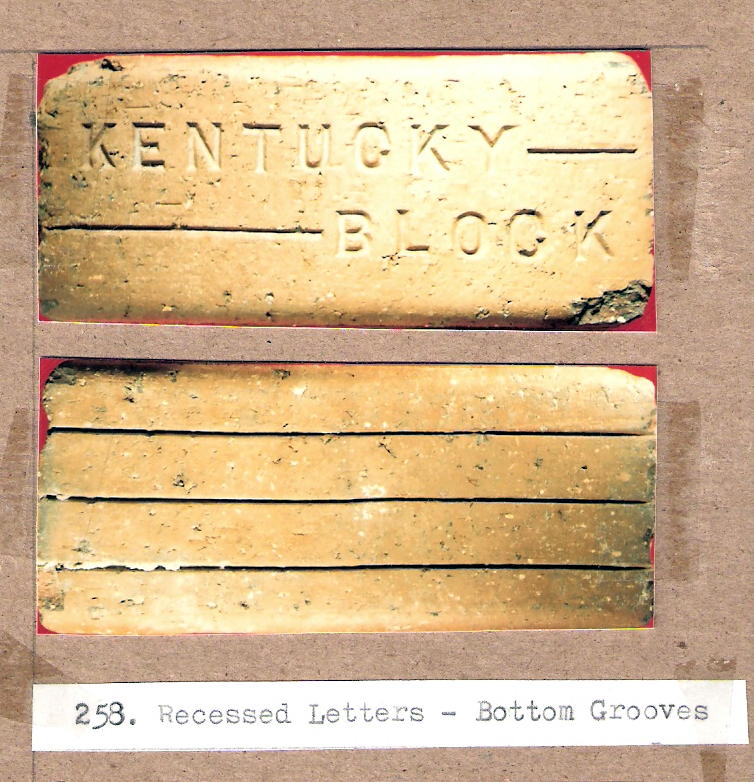 KENTUCKY
BLOCK
258. Recessed Letters - Bottom Grooves